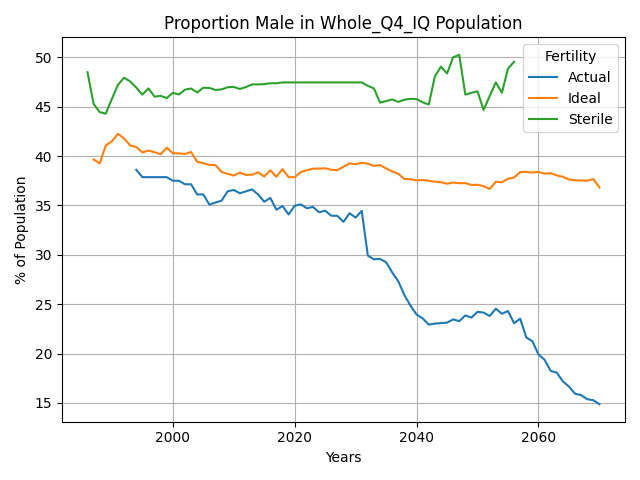 Proportion Male in Whole_Q4_IQ Population
Fertility
Actual
Ideal
Sterile
% of Population
50
45
40
35
30
25
20
15
2000
2020
2040
2060
Years